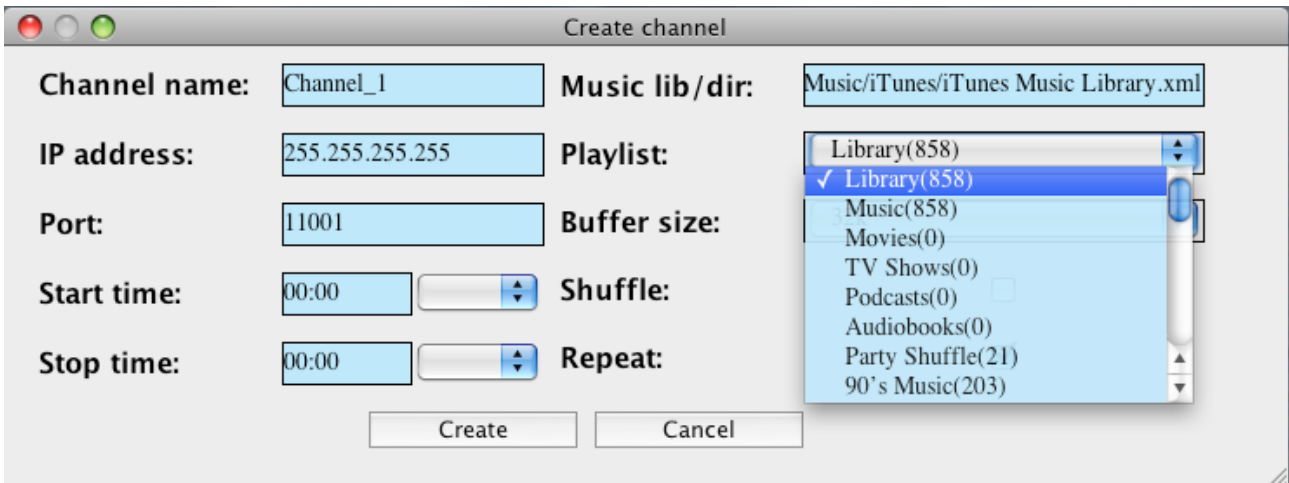 Create channel
Channel name: Channel_1 Music lib/dir: Music/iTunes/iTunes Music Library.xml
IP address: 255.255.255.255 Playlist: Library(858)
✓ Library(858)
Port: 11001 Buffer size: Music(858)
Movies(0)
TV Shows(0)
Start time: 00:00 Shuffle: Podcasts(0)
Audiobooks(0)
Stop time: 00:00 Repeat: Party Shuffle(21)
90's Music(203)
Create Cancel